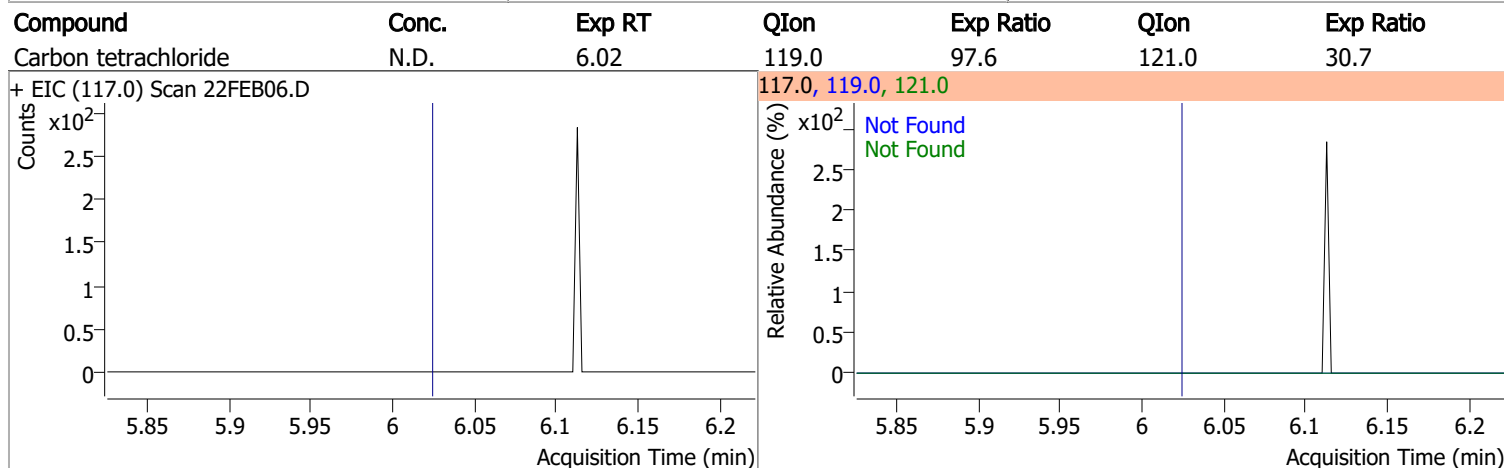 Compound Conc. Exp RT QIon Exp Ratio QIon Exp Ratio
Carbon tetrachloride N.D. 6.02 119.0 97.6 121.0 30.7
+ EIC (117.0) Scan 22FEB06.D
Counts
x10²
2.5
2
1.5
1
0.5
0
5.85 5.9 5.95 6 6.05 6.1 6.15 6.2
Acquisition Time (min)
117.0, 119.0, 121.0
Relative Abundance (%)
x10²
Not Found
Not Found
2.5
2
1.5
1
0.5
0
5.85 5.9 5.95 6 6.05 6.1 6.15 6.2
Acquisition Time (min)